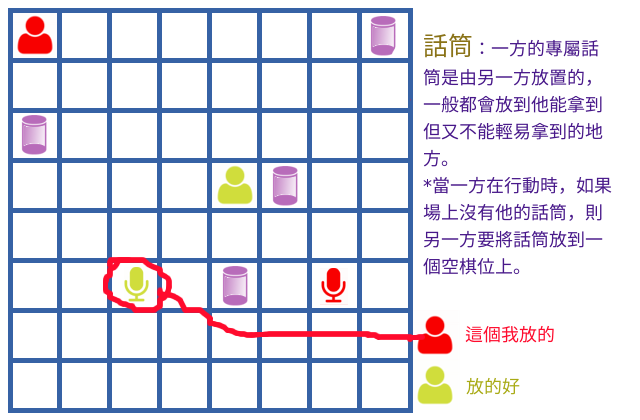 話筒：一方的專屬話
筒是由另一方放置的，
一般都會放到他能拿到
但又不能輕易拿到的地
方。
*當一方在行動時，如果
場上沒有他的話筒，則
另一方要將話筒放到一
個空棋位上。
這個我放的
放的好